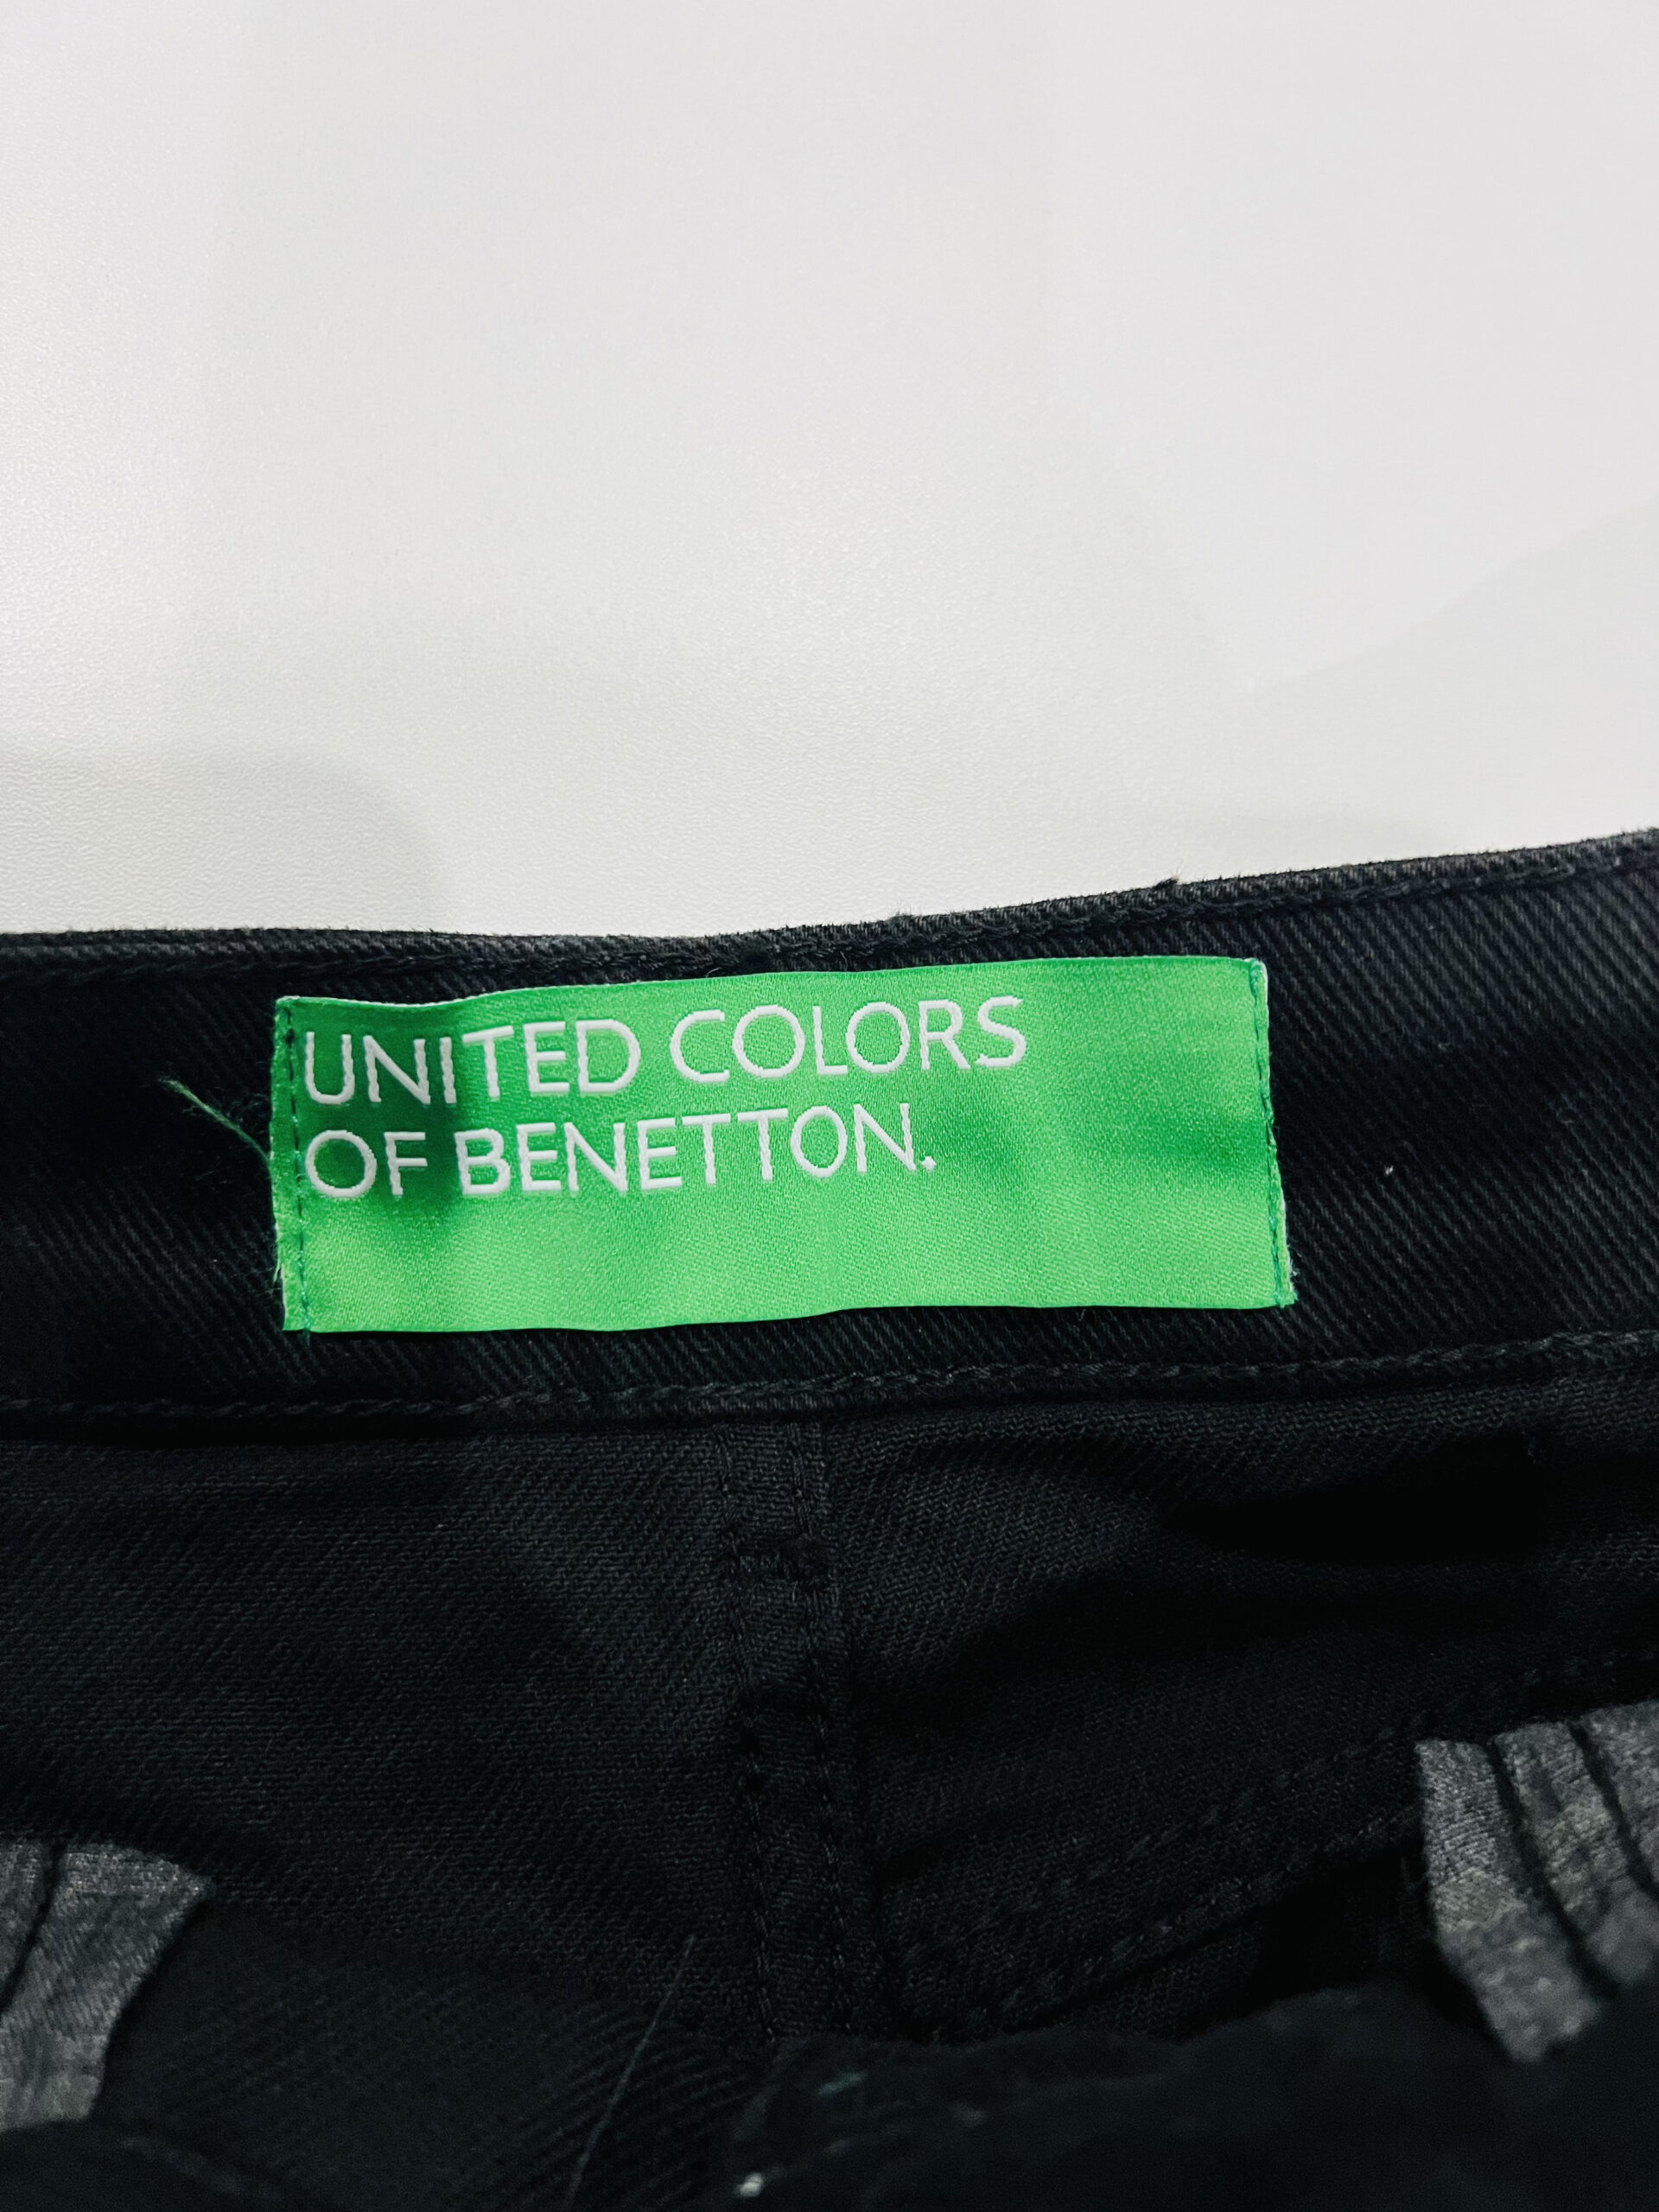 UNITED COLORS
OF BENETTON.